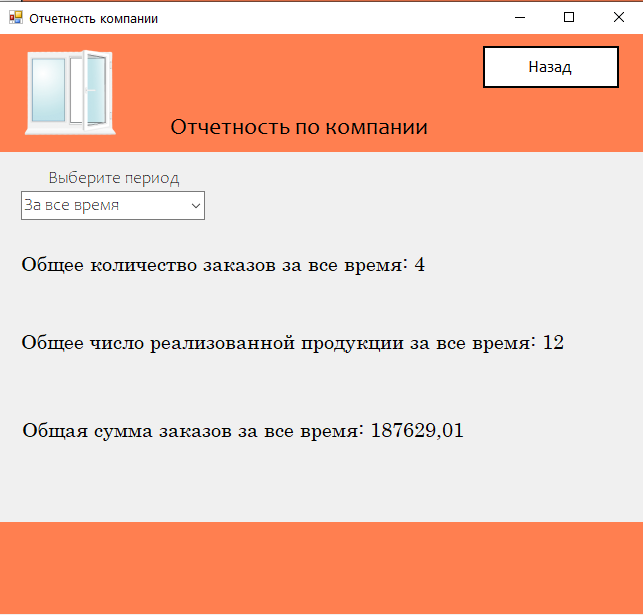 Отчетность компании
Назад
Отчетность по компании
Выберите период
За все время
Общее количество заказов за все время: 4
Общее число реализованной продукции за все время: 12
Общая сумма заказов за все время: 187629,01